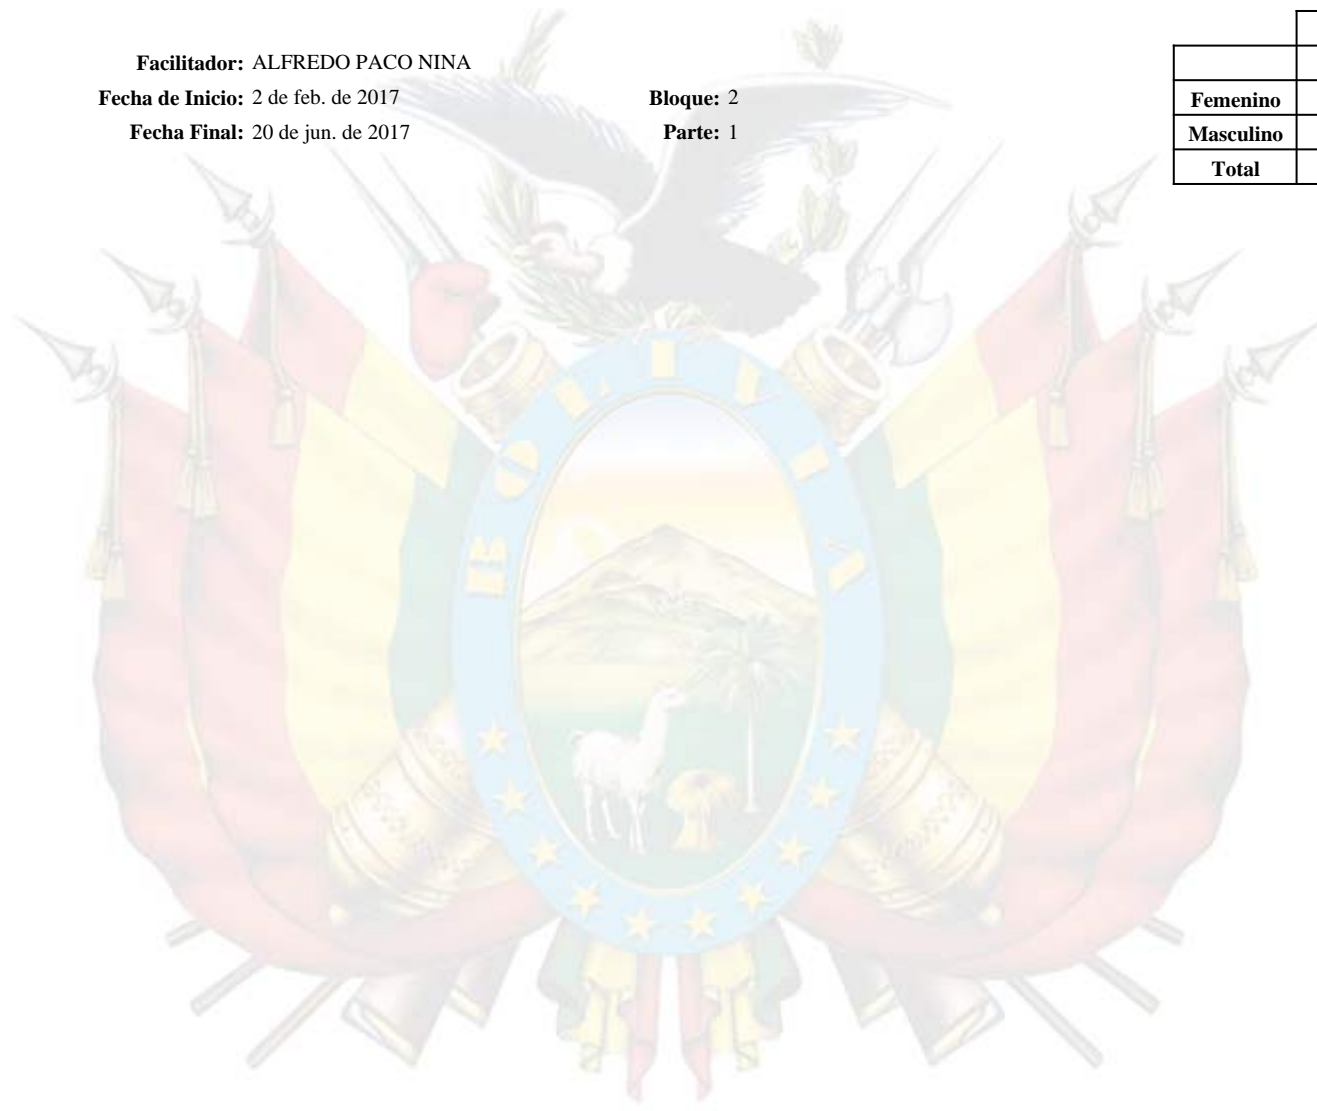 Facilitador: ALFREDO PACO NINA
Fecha de Inicio: 2 de feb. de 2017 Bloque: 2
Fecha Final: 20 de jun. de 2017 Parte: 1
Femenino
Masculino
Total
BOLIVIA